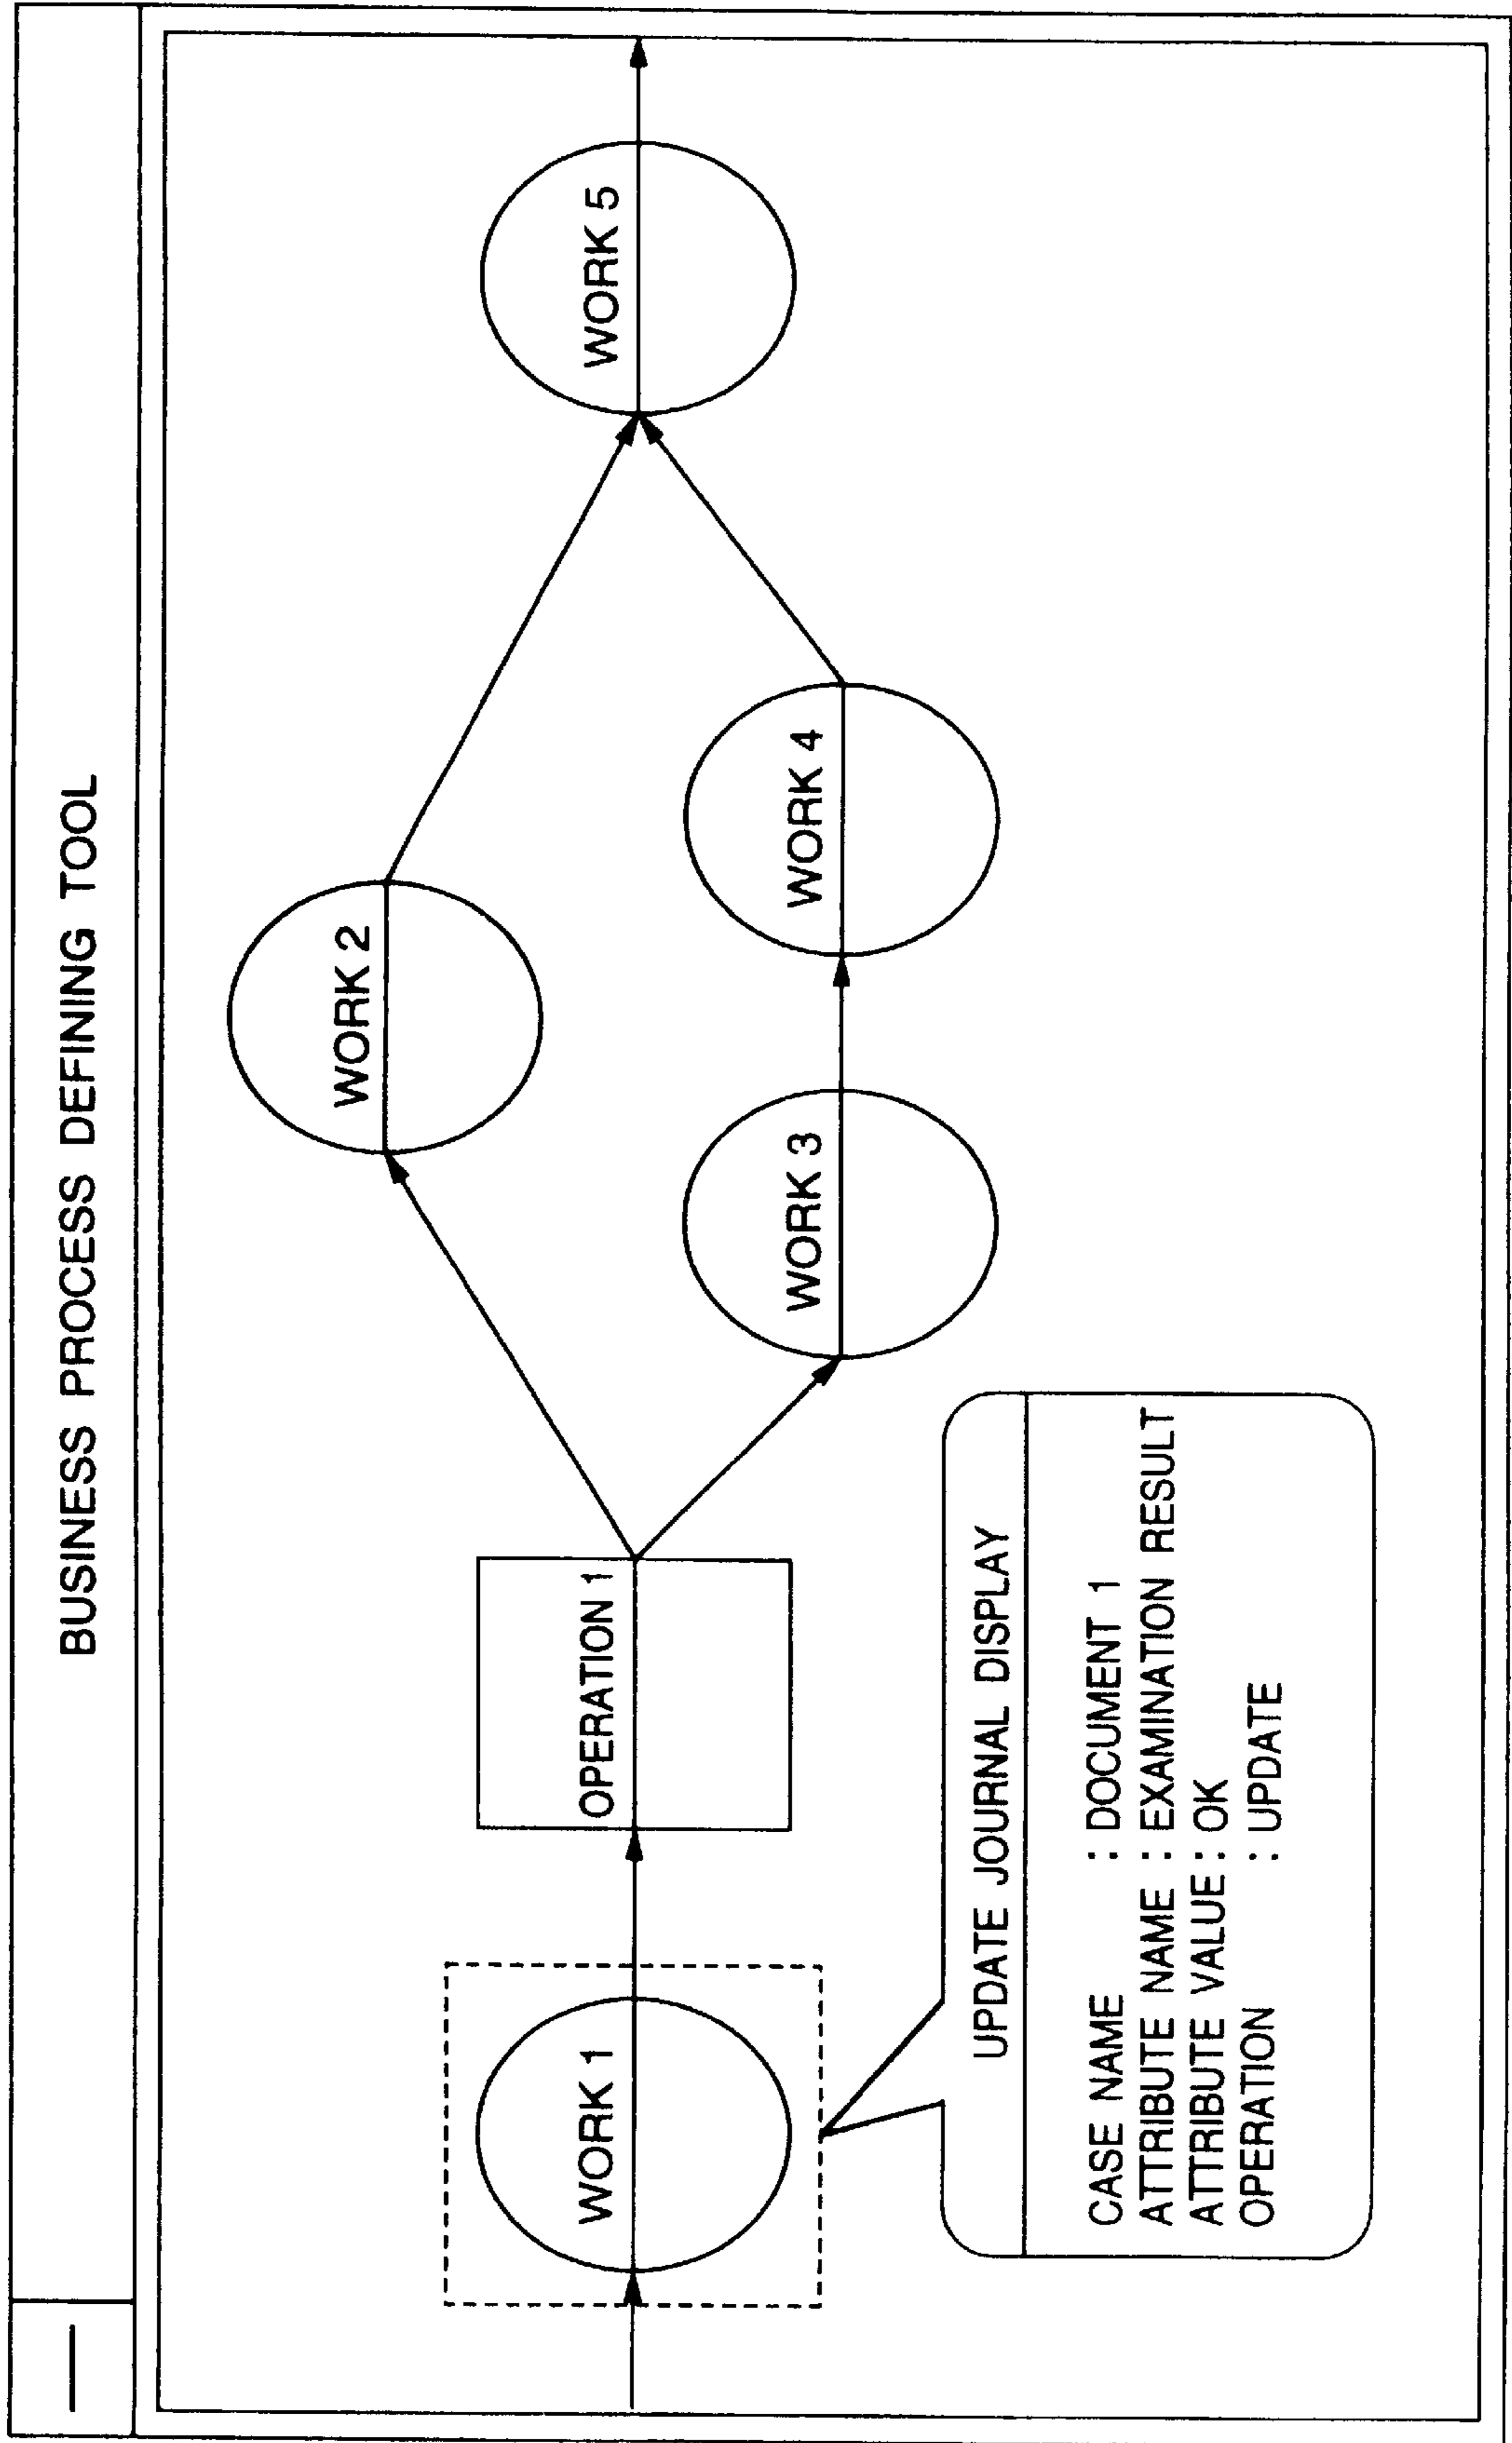 BUSINESS PROCESS DEFINING TOOL
WORK 1
OPERATION 1
WORK 2
WORK 3
WORK 4
WORK 5
UPDATE JOURNAL DISPLAY
CASE NAME : DOCUMENT 1
ATTRIBUTE NAME : EXAMINATION RESULT
ATTRIBUTE VALUE : OK
OPERATION : UPDATE